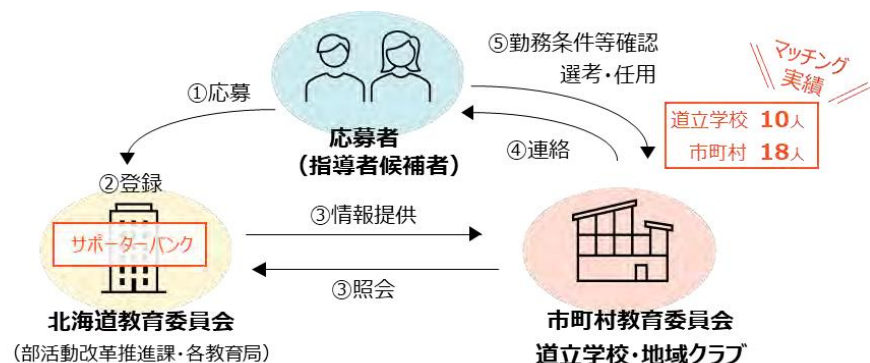 ⑤勤務条件等確認
選考・任用
マッチング
実績
①応募
道立学校 10人
市町村 18人
応募者
（指導者候補者）
④連絡
②登録
サポーターバンク
③情報提供
③照会
北海道教育委員会
（部活動改革推進課・各教育局）
市町村教育委員会
道立学校・地域クラブ